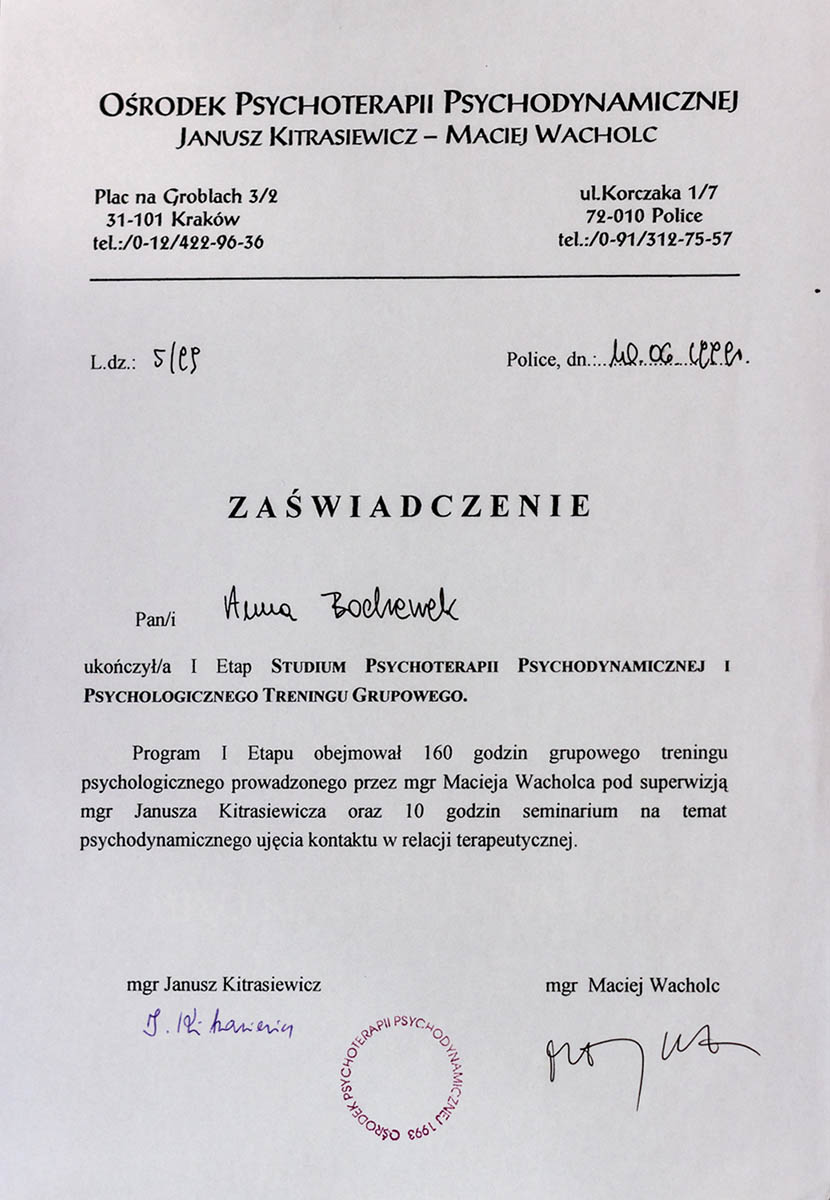 OŚRODEK PSYCHOTERAPII PSYCHODYNAMICZNEJ
JANUSZ KITRASIEWICZ – MACIEJ WACHOLC
Plac na Groblach 3/2
31-101 Kraków
tel.:/0-12/422-96-36
ul.Korczaka 1/7
72-010 Police
tel.:/0-91/312-75-57
L.dz.: 5/99
Police, dn.:..10.06.1999r.
ZAŚWIADCZENIE
Pan/i Anna
ukończył/a I Etap STUDIUM PSYCHOTERAPII PSYCHODYNAMICZNEJ I
PSYCHOLOGICZNEGO TRENINGU GRUPOWEGO.
Program I Etapu obejmował 160 godzin grupowego treningu
psychologicznego prowadzonego przez mgr Macieja Wacholca pod superwizją
mgr Janusza Kitrasiewicza oraz 10 godzin seminarium na temat
psychodynamicznego ujęcia kontaktu w relacji terapeutycznej.
mgr Janusz Kitrasiewicz
mgr Maciej Wacholc
J. Kitrasiewicz
OŚRODEK PSYCHOTERAPII PSYCHODYNAMICZNEJ 1993